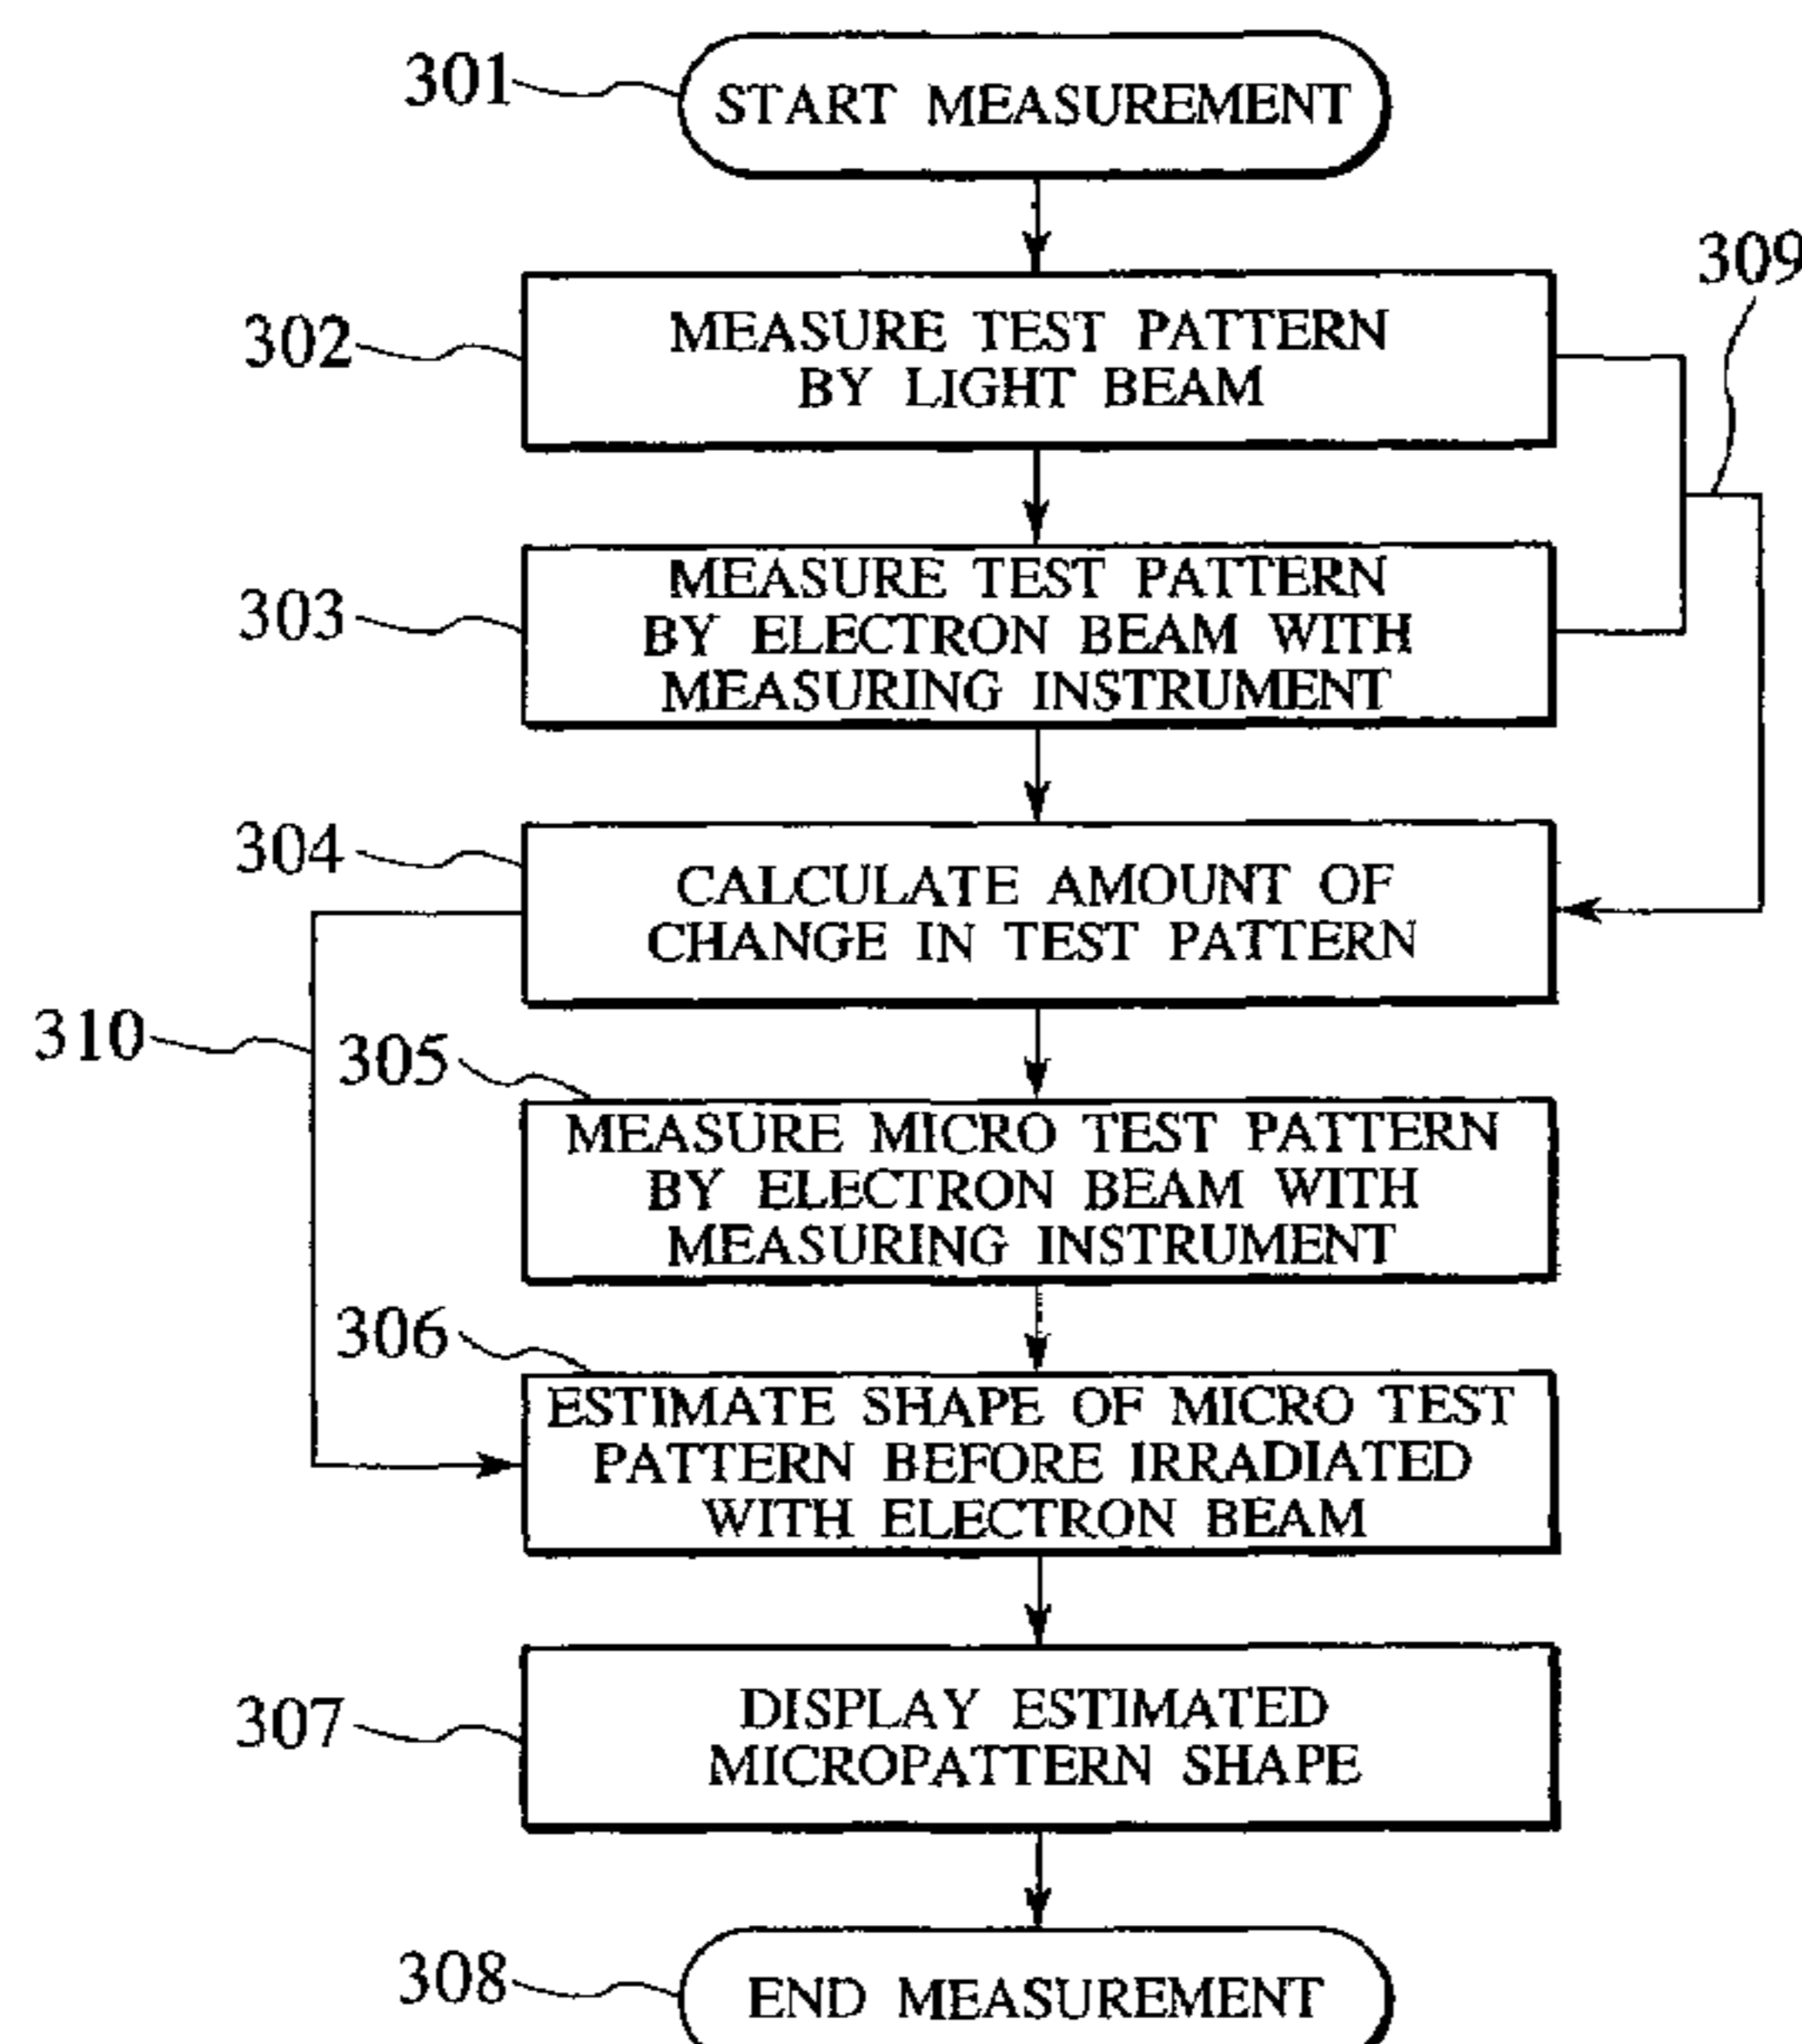 301
START MEASUREMENT
309
302
MEASURE TEST PATTERN
BY LIGHT BEAM
303
MEASURE TEST PATTERN
BY ELECTRON BEAM WITH
MEASURING INSTRUMENT
304
CALCULATE AMOUNT OF
CHANGE IN TEST PATTERN
310
305
MEASURE MICRO TEST PATTERN
BY ELECTRON BEAM WITH
MEASURING INSTRUMENT
306
ESTIMATE SHAPE OF MICRO TEST
PATTERN BEFORE IRRADIATED
WITH ELECTRON BEAM
307
DISPLAY ESTIMATED
MICROPATTERN SHAPE
308
END MEASUREMENT